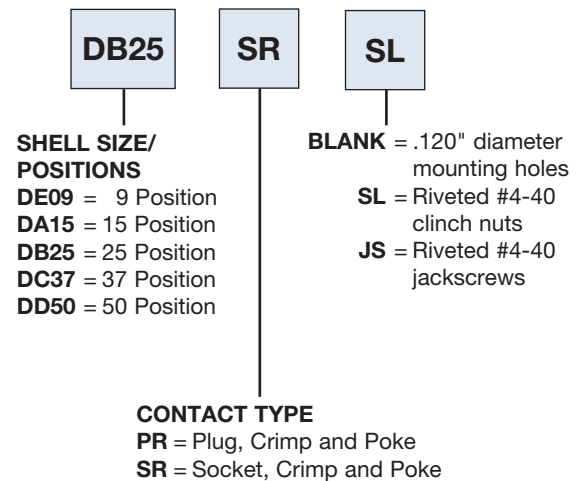 DB25 SR SL
SHELL SIZE/
POSITIONS
DE09 = 9 Position
DA15 = 15 Position
DB25 = 25 Position
DC37 = 37 Position
DD50 = 50 Position
BLANK = .120" diameter
mounting holes
SL = Riveted #4-40
clinch nuts
JS = Riveted #4-40
jackscrews
CONTACT TYPE
PR = Plug, Crimp and Poke
SR = Socket, Crimp and Poke